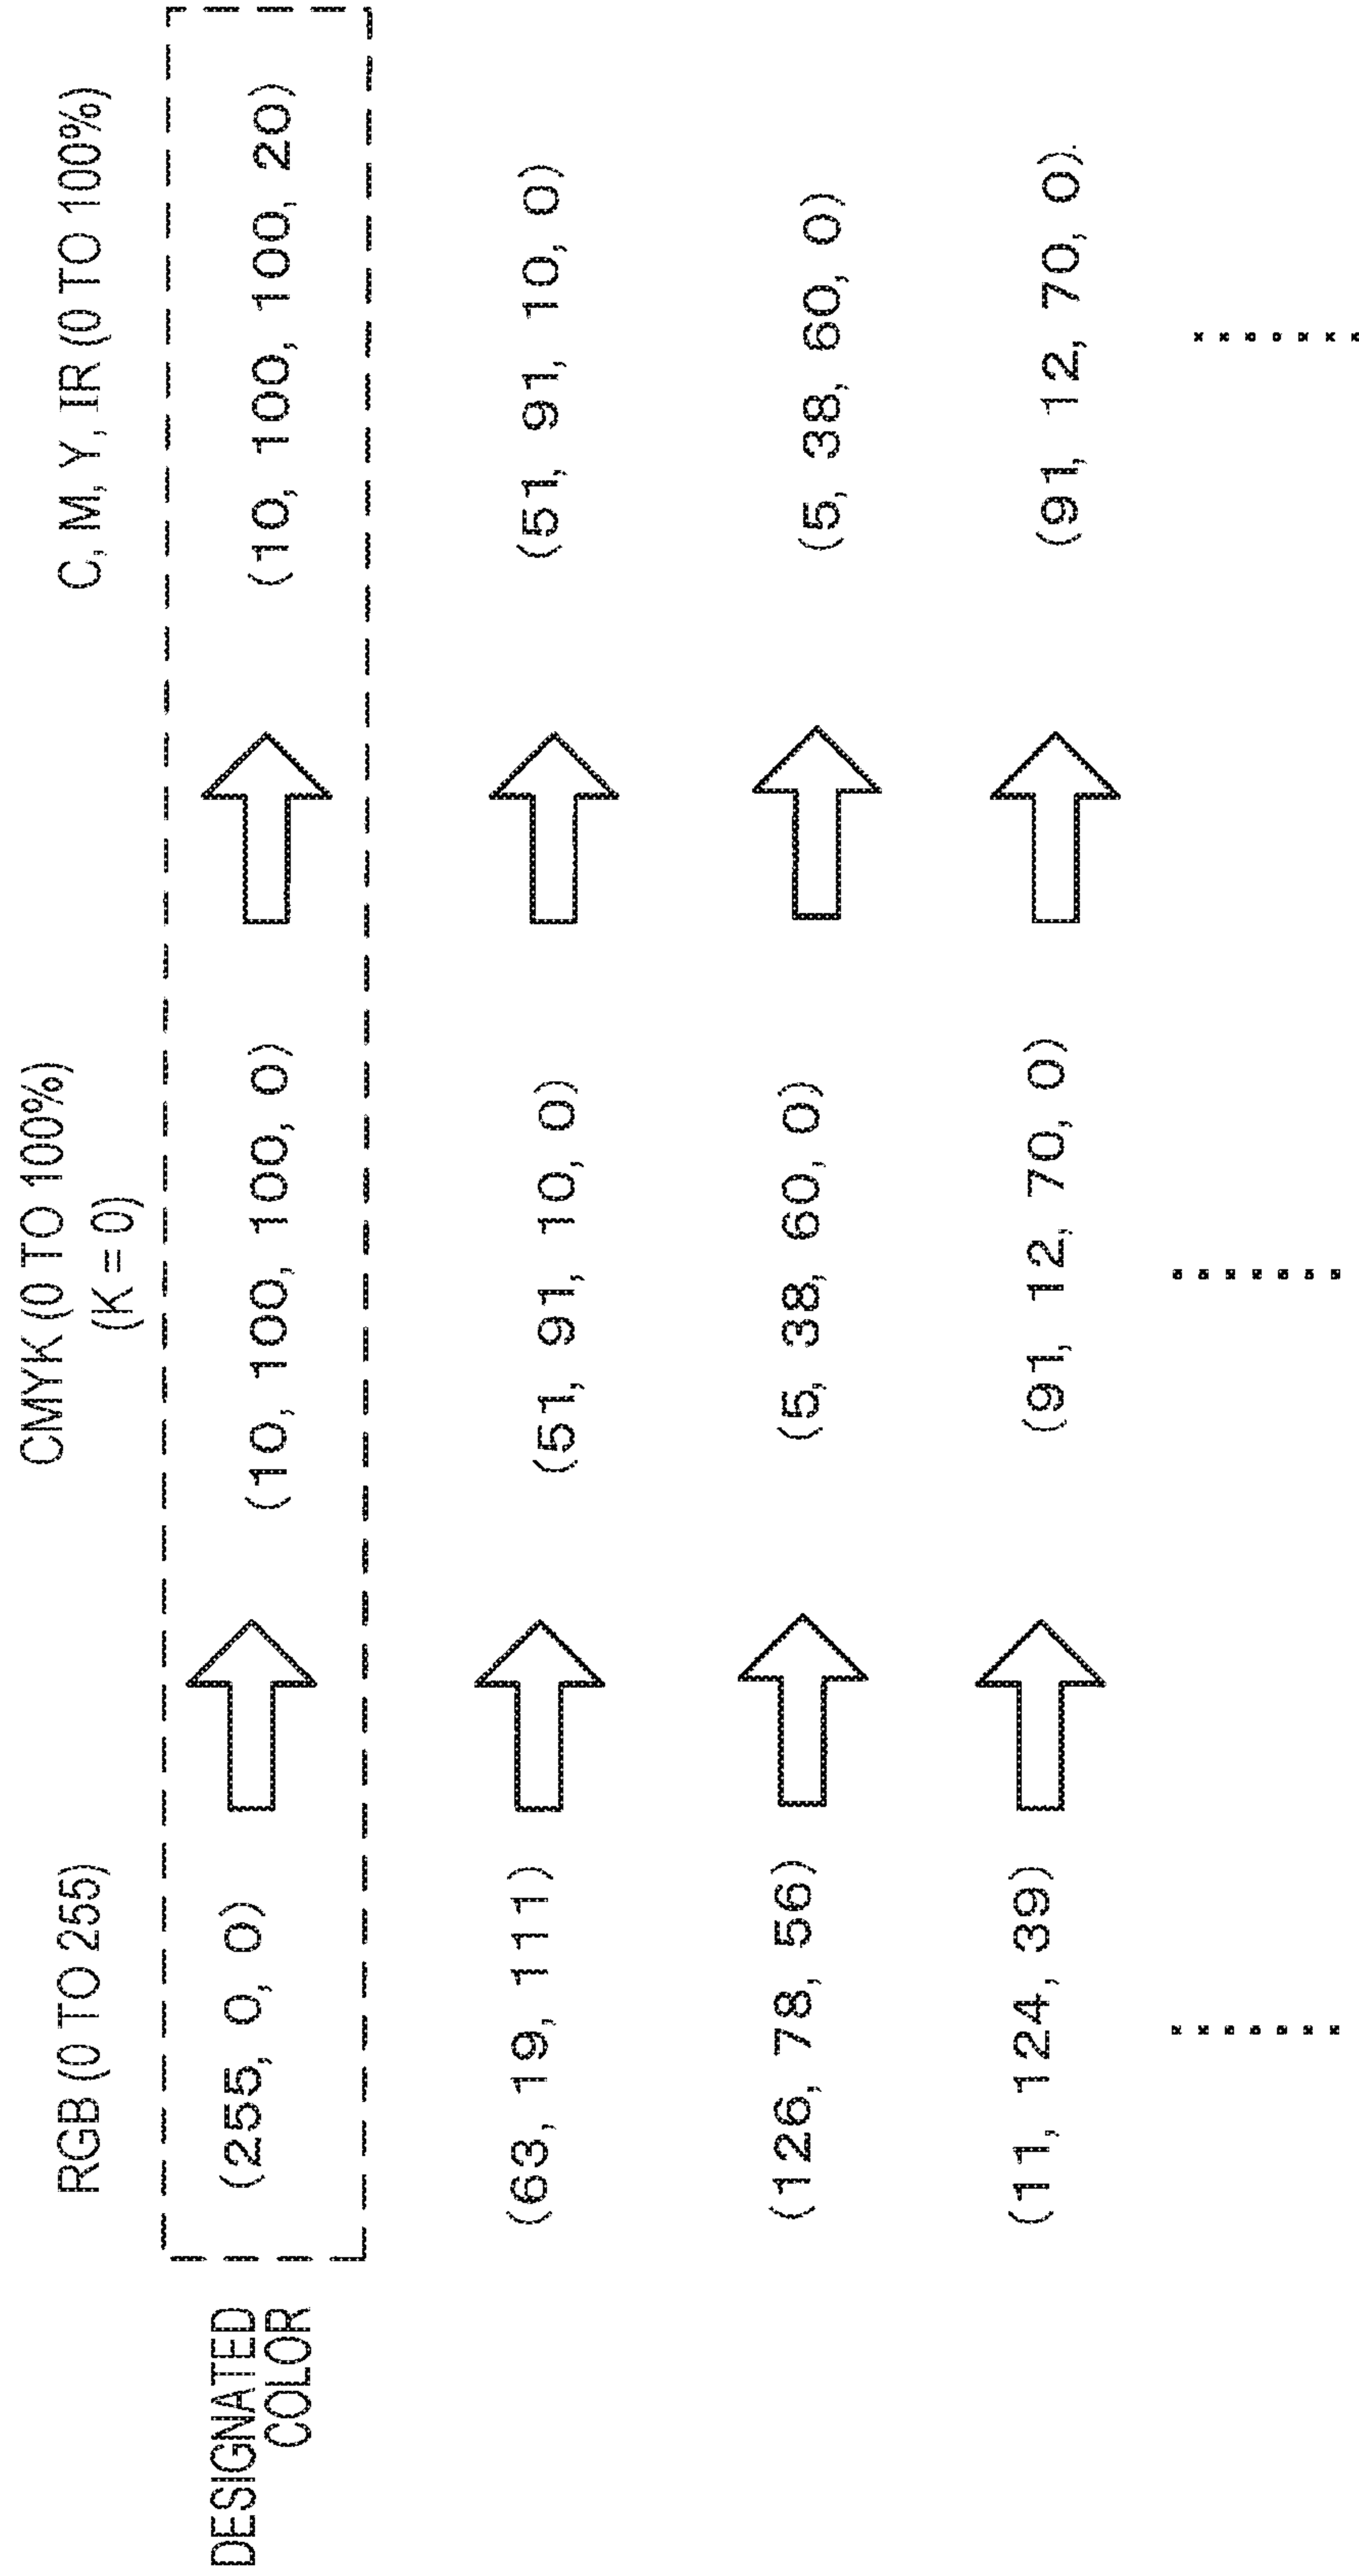 RGB (0 TO 255)
CMYK (0 TO 100%)
(K = 0)
C, M, Y, IR (0 TO 100%)
DESIGNATED
COLOR
(255, 0, 0)
(10, 100, 100, 0)
(10, 100, 100, 20)
(63, 19, 111)
(51, 91, 10, 0)
(51, 91, 10, 0)
(126, 78, 56)
(5, 38, 60, 0)
(5, 38, 60, 0)
(11, 124, 39)
(91, 12, 70, 0)
(91, 12, 70, 0).